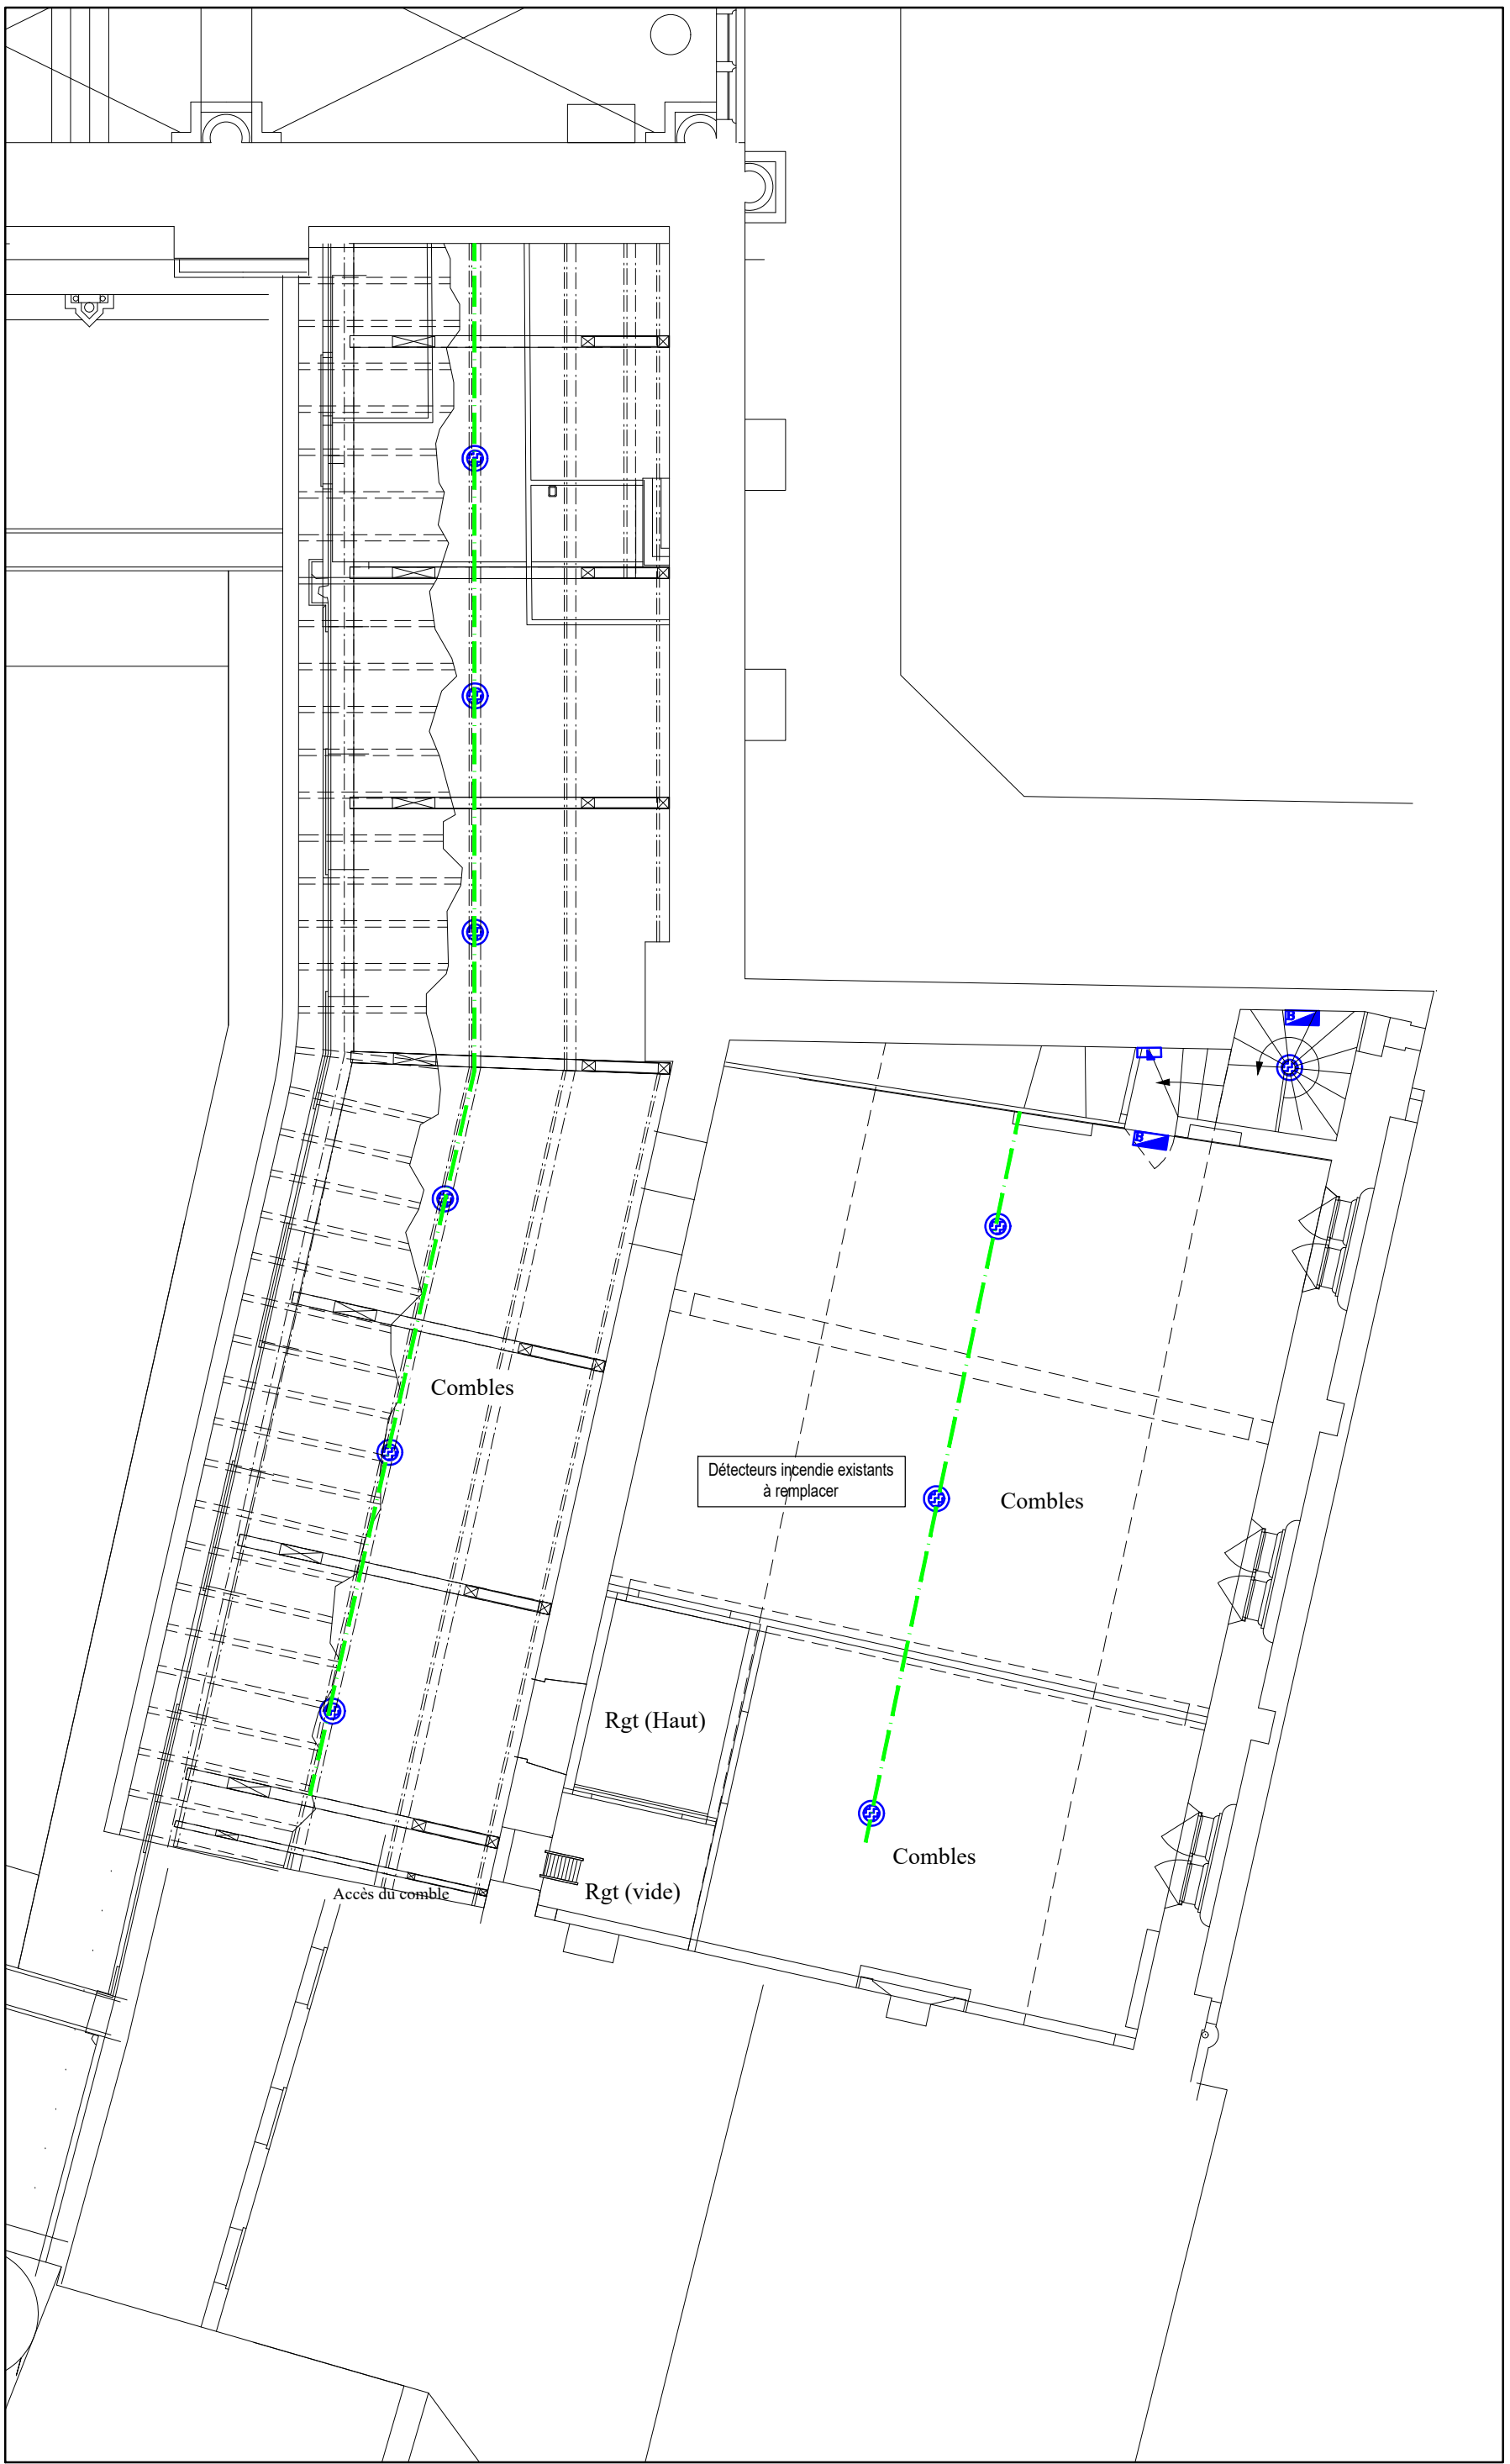 B
B
Combles
Détecteurs incendie existants
à remplacer
Combles
Rgt (Haut)
Combles
Rgt (vide)
Accès du comble